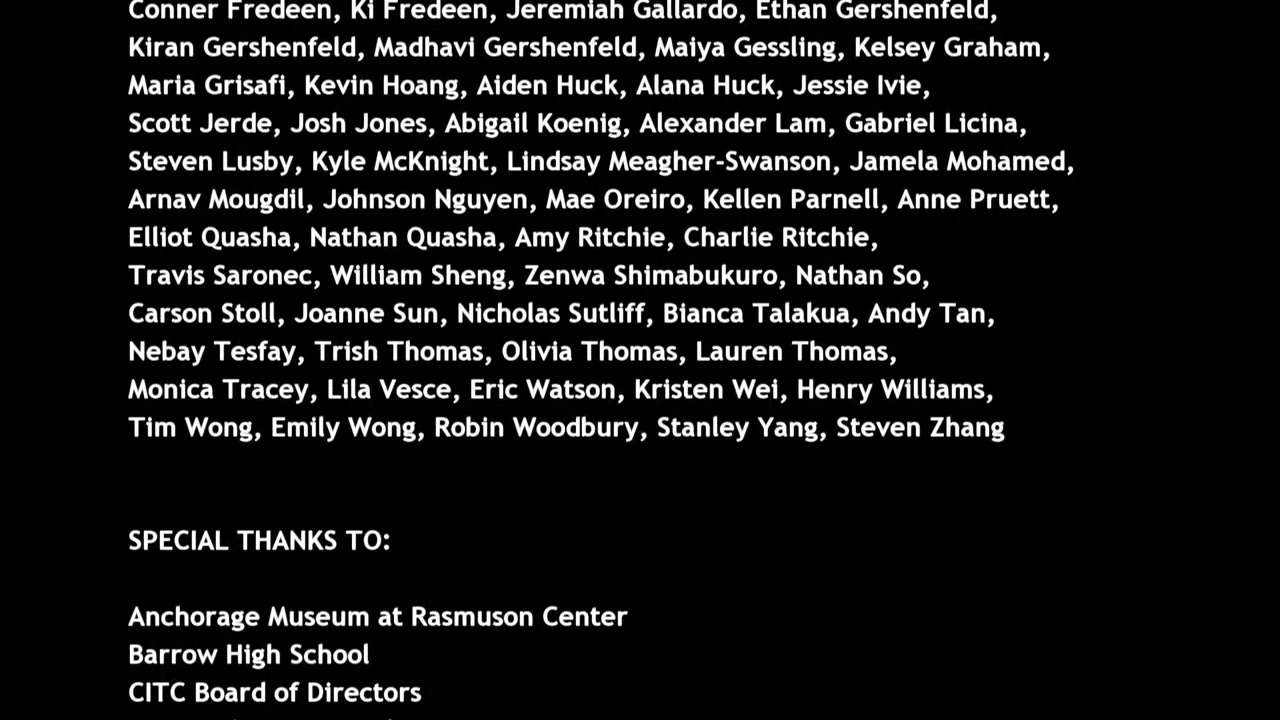 Conner Fredeen, Ki Fredeen, Jeremiah Gallardo, Ethan Gershenfeld,
Kiran Gershenfeld, Madhavi Gershenfeld, Maiya Gessling, Kelsey Graham,
Maria Grisafi, Kevin Hoang, Aiden Huck, Alana Huck, Jessie Ivie,
Scott Jerde, Josh Jones, Abigail Koenig, Alexander Lam, Gabriel Licina,
Steven Lusby, Kyle McKnight, Lindsay Meagher-Swanson, Jamela Mohamed,
Arnav Mougdil, Johnson Nguyen, Mae Oreiro, Kellen Parnell, Anne Pruett,
Elliot Quasha, Nathan Quasha, Amy Ritchie, Charlie Ritchie,
Travis Saronec, William Sheng, Zenwa Shimabukuro, Nathan So,
Carson Stoll, Joanne Sun, Nicholas Sutliff, Bianca Talakua, Andy Tan,
Nebay Tesfay, Trish Thomas, Olivia Thomas, Lauren Thomas,
Monica Tracey, Lila Vesce, Eric Watson, Kristen Wei, Henry Williams,
Tim Wong, Emily Wong, Robin Woodbury, Stanley Yang, Steven Zhang
SPECIAL THANKS TO:
Anchorage Museum at Rasmuson Center
Barrow High School
CITC Board of Directors